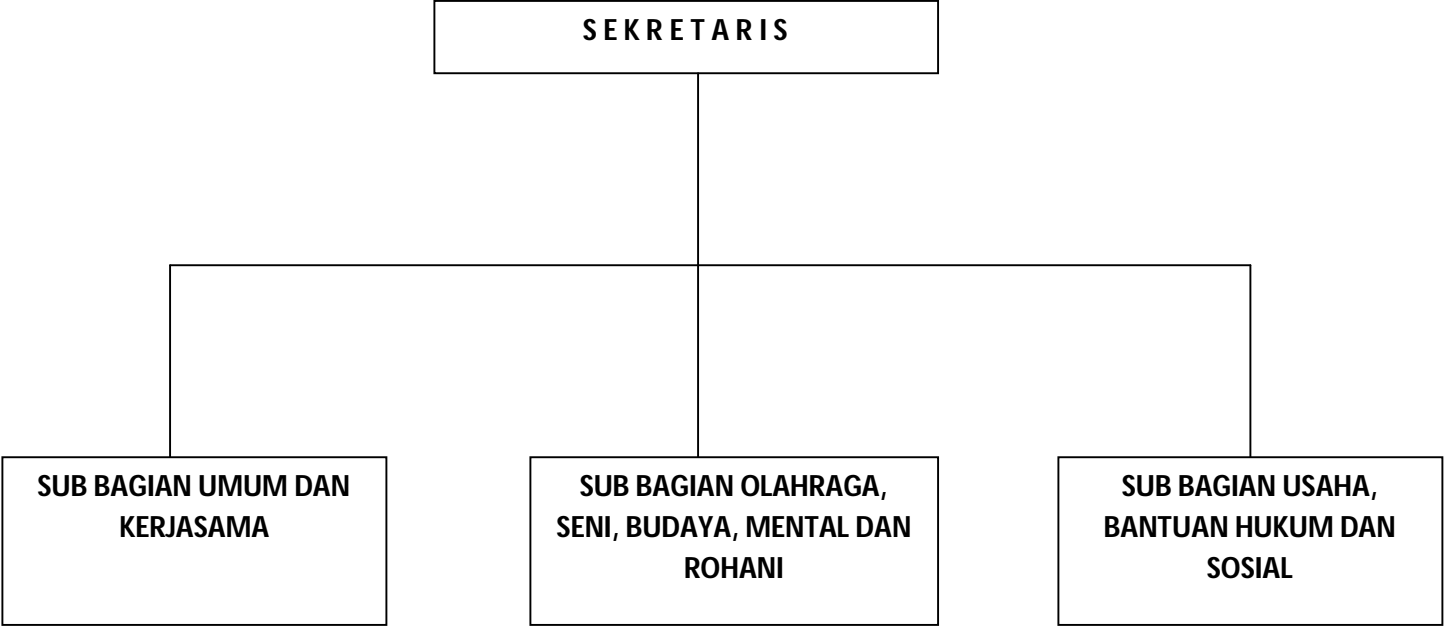 SEKRETARIS
SUB BAGIAN UMUM DAN
KERJASAMA
SUB BAGIAN OLAHRAGA,
SENI, BUDAYA, MENTAL DAN
ROHANI
SUB BAGIAN USAHA,
BANTUAN HUKUM DAN
SOSIAL